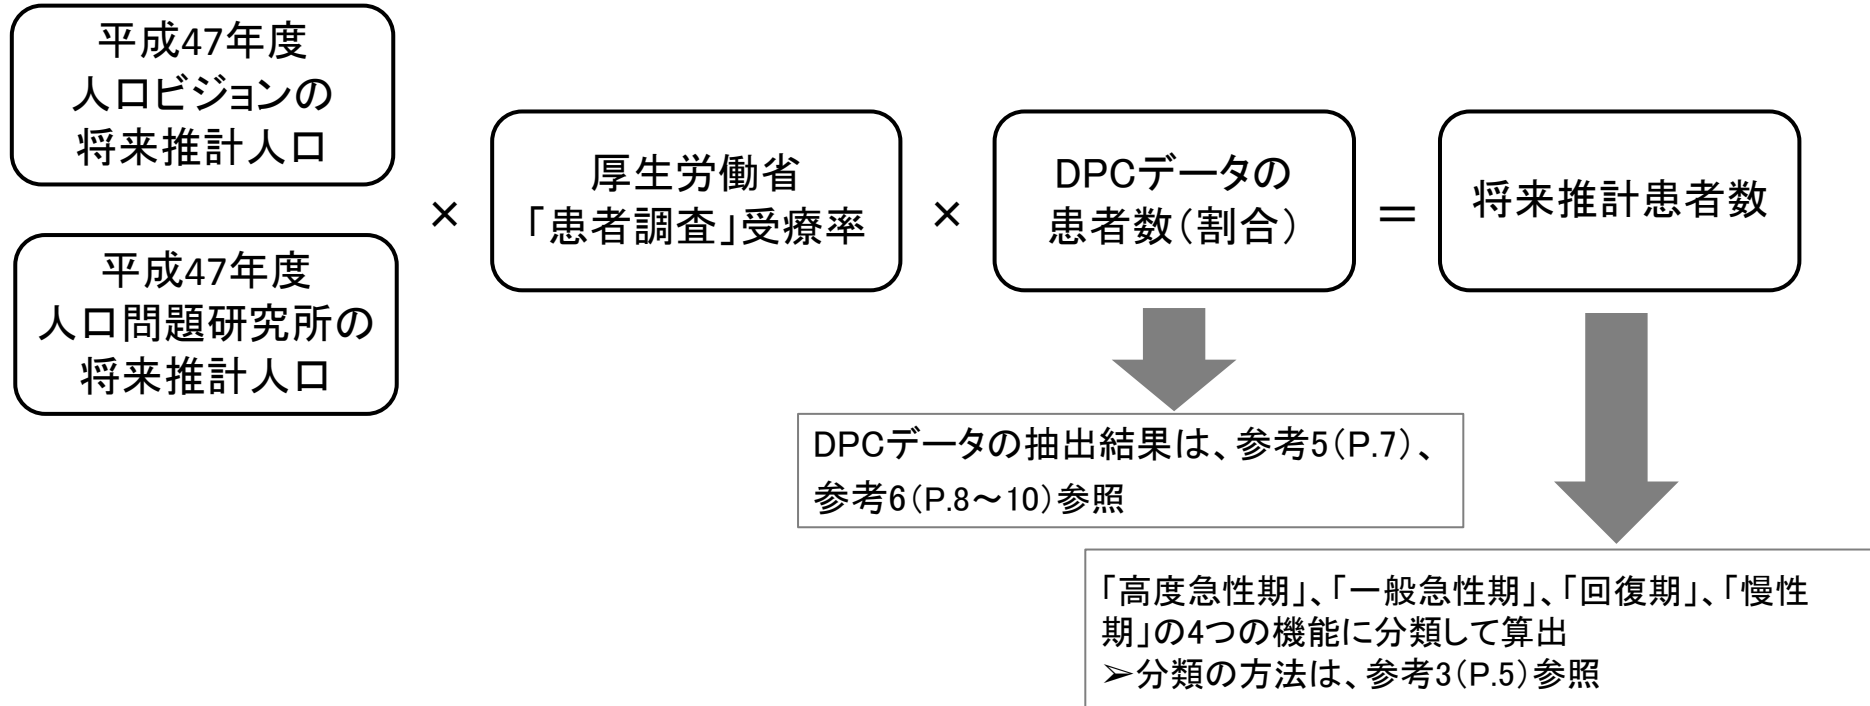 平成47年度
人口ビジョンの
将来推計人口
平成47年度
人口問題研究所の
将来推計人口
×
厚生労働省
「患者調査」受療率
×
DPCデータの
患者数(割合)
=
将来推計患者数
DPCデータの抽出結果は、参考5(P.7)、
参考6(P.8～10)参照
「高度急性期」、「一般急性期」、「回復期」、「慢性
期」の4つの機能に分類して算出
➢分類の方法は、参考3(P.5)参照